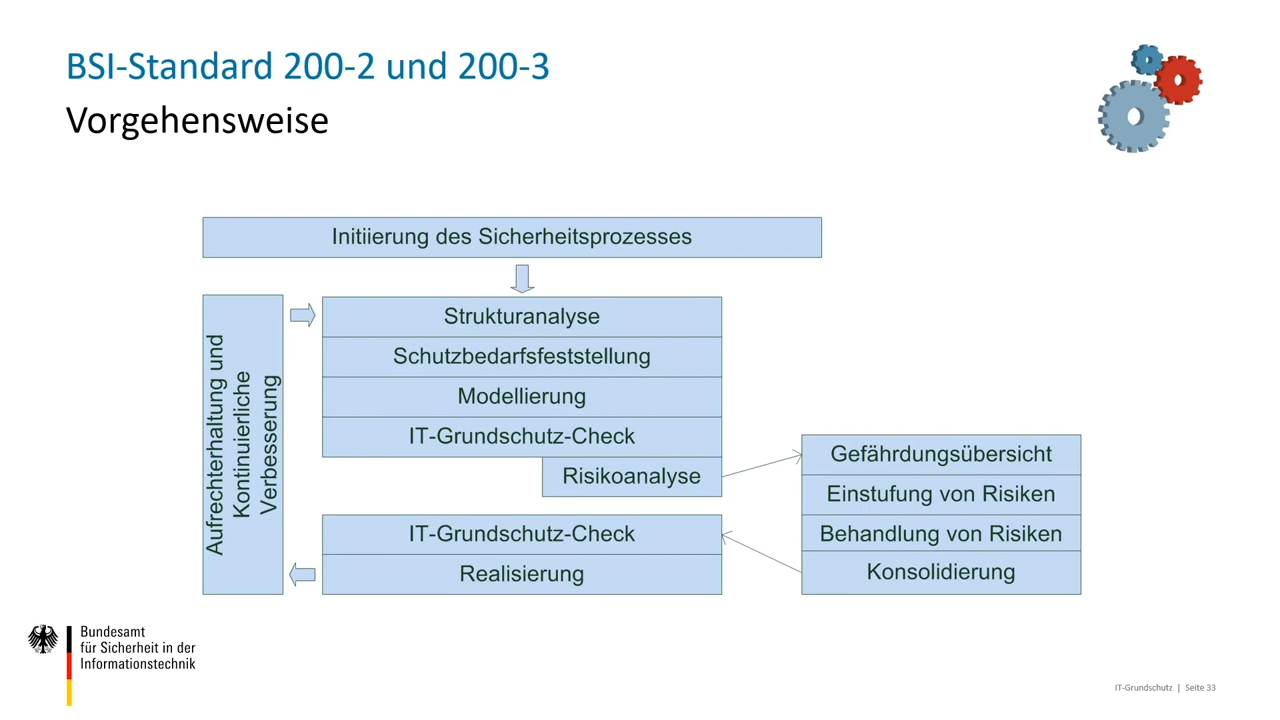 BSI-Standard 200-2 und 200-3
Vorgehensweise
Initiierung des Sicherheitsprozesses
Aufrechterhaltung und
Kontinuierliche
Verbesserung
Strukturanalyse
Schutzbedarfsfeststellung
Modellierung
IT-Grundschutz-Check
Risikoanalyse
IT-Grundschutz-Check
Realisierung
Gefährdungsübersicht
Einstufung von Risiken
Behandlung von Risiken
Konsolidierung
Bundesamt
für Sicherheit in der
Informationstechnik
IT-Grundschutz | Seite 33